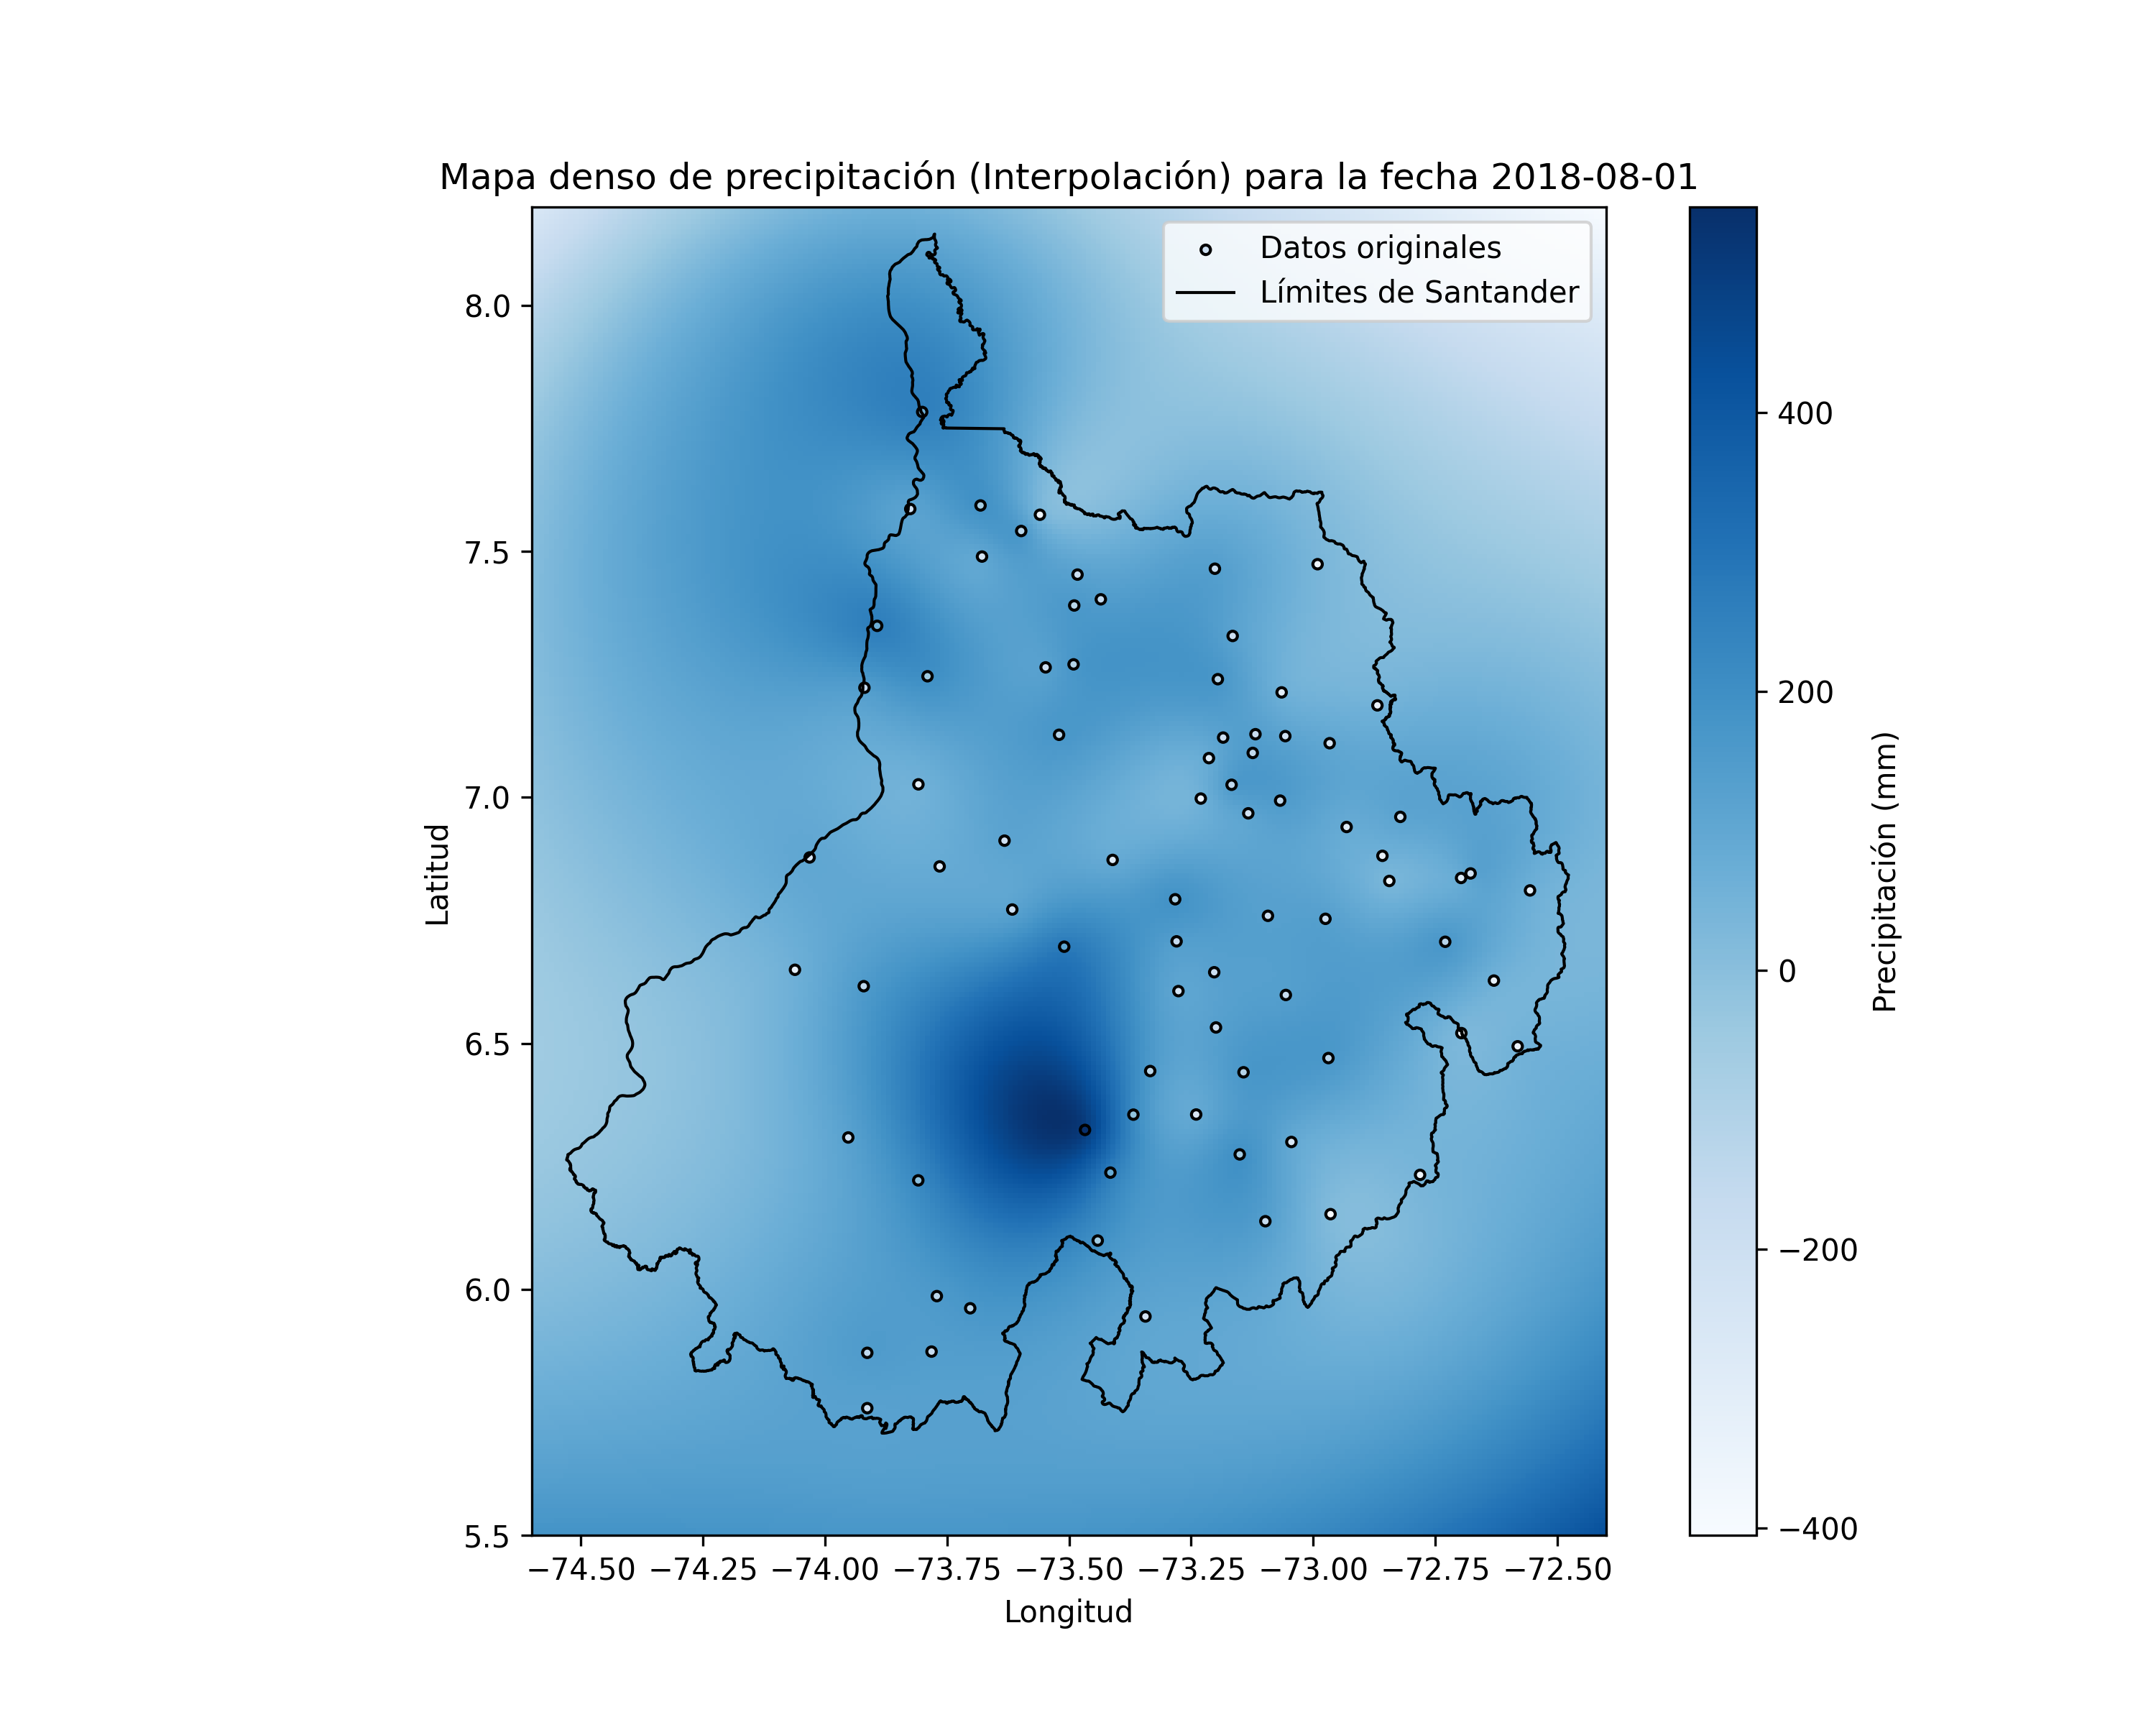 Mapa denso de precipitación (Interpolación) para la fecha 2018-08-01
Datos originales
Límites de Santander
8.0
7.5
7.0
6.5
6.0
5.5
Latitud
−74.50 −74.25 −74.00 −73.75 −73.50 −73.25 −73.00 −72.75 −72.50
Longitud
400
200
0
−200
−400
Precipitación (mm)